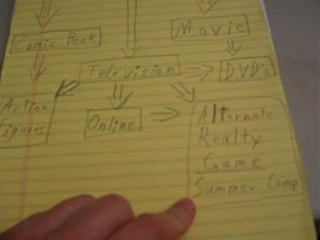 Comic Book
Movie
Television
DVD's
Action
Figures
Online
Alternate
Realty
Game
Summer Camp